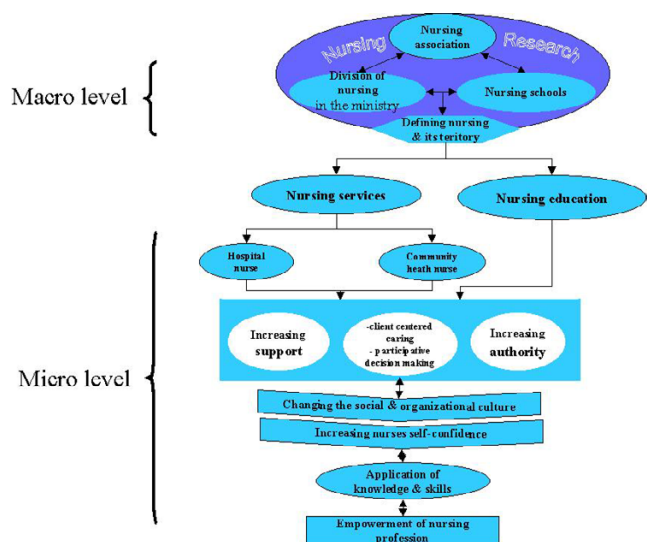 Nursing
Research
Nursing
association
Division of
nursing
in the ministry
Nursing schools
Macro level
Defining nursing
& its teritory
Nursing services
Nursing education
Hospital
nurse
Community
heath nurse
Increasing
support
-client centered
caring
- participative
decision making
Increasing
authority
Micro level
Changing the social & organizational culture
Increasing nurses self-confidence
Application of
knowledge & skills
Empowerment of nursing
profession